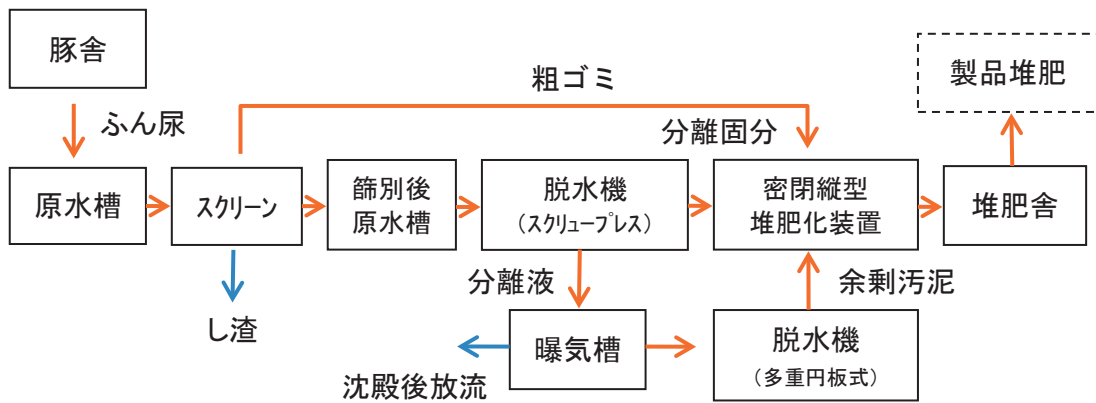 豚舎
製品堆肥
粗ゴミ
ふん尿
分離固分
原水槽
スクリーン
篩別後
原水槽
脱水機
（スクリュープレス）
密閉縦型
堆肥化装置
堆肥舎
分離液
余剰汚泥
し渣
曝気槽
脱水機
（多重円板式）
沈殿後放流